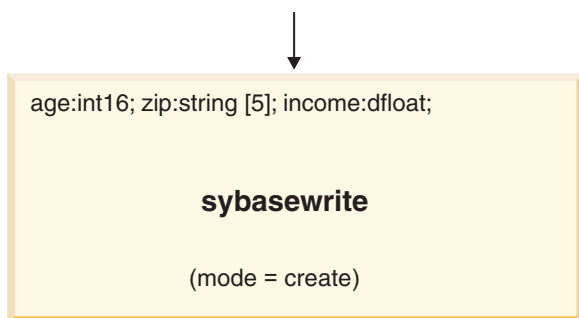 age:int16; zip:string [5]; income:dfloat;
sybasewrite
(mode = create)